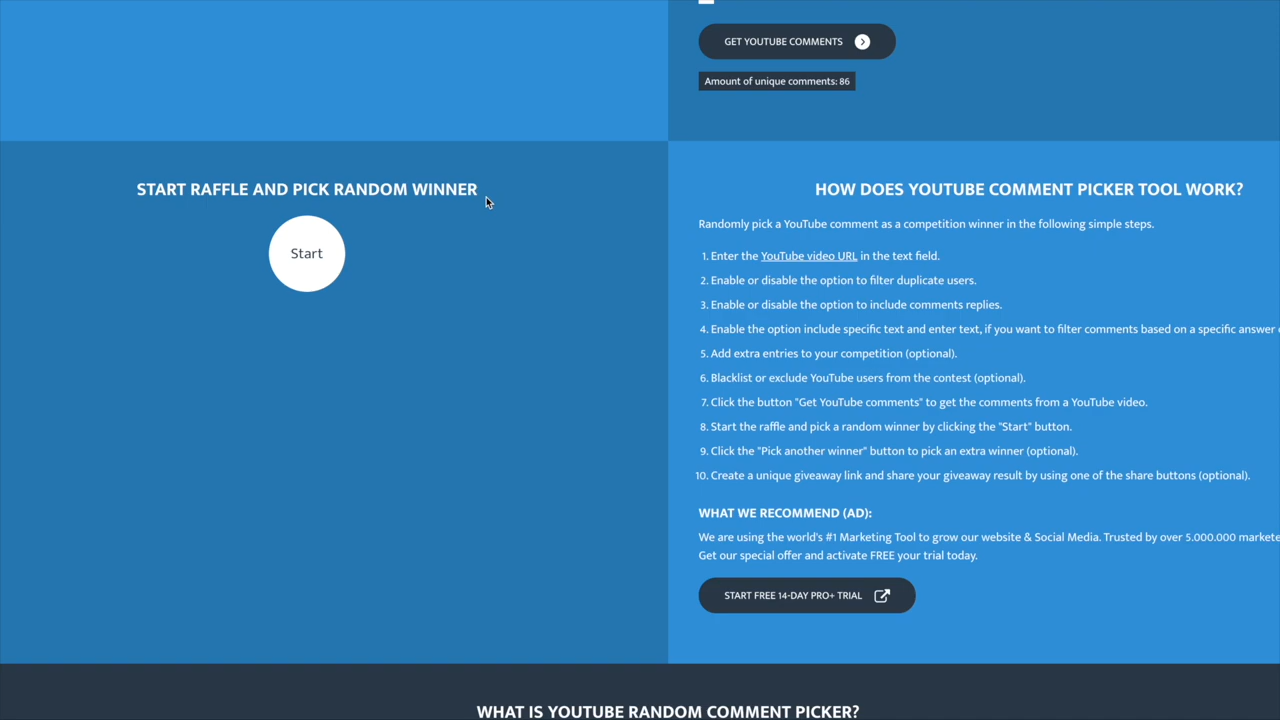 GET YOUTUBE COMMENTS
Amount of unique comments: 86
START RAFFLE AND PICK RANDOM WINNER
Start
HOW DOES YOUTUBE COMMENT PICKER TOOL WORK?
Randomly pick a YouTube comment as a competition winner in the following simple steps.
1. Enter the YouTube video URL in the text field.
2. Enable or disable the option to filter duplicate users.
3. Enable or disable the option to include comments replies.
4. Enable the option include specific text and enter text, if you want to filter comments based on a specific answer
5. Add extra entries to your competition (optional).
6. Blacklist or exclude YouTube users from the contest (optional).
7. Click the button "Get YouTube comments" to get the comments from a YouTube video.
8. Start the raffle and pick a random winner by clicking the "Start" button.
9. Click the "Pick another winner" button to pick an extra winner (optional).
10. Create a unique giveaway link and share your giveaway result by using one of the share buttons (optional).
WHAT WE RECOMMEND (AD):
We are using the world's #1 Marketing Tool to grow our website & Social Media. Trusted by over 5.000.000 markete
Get our special offer and activate FREE your trial today.
START FREE 14-DAY PRO+ TRIAL
WHAT IS YOUTUBE RANDOM COMMENT PICKER?